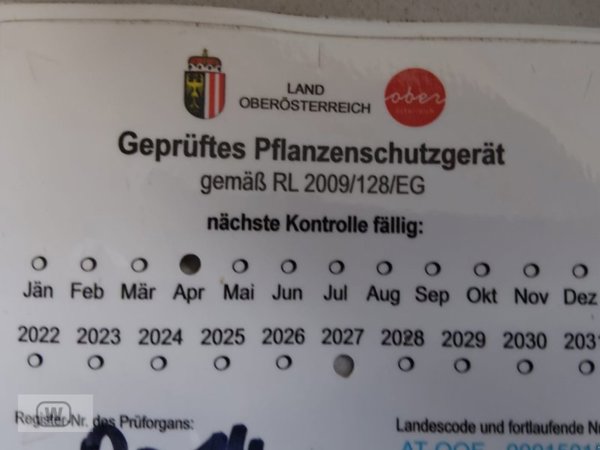 LAND
OBERÖSTERREICH
ober
Geprüftes Pflanzenschutzgerät
gemäß RL 2009/128/EG
nächste Kontrolle fällig:
Jän Feb Mär Apr Mai Jun Jul Aug Sep Okt Nov Dez
2022 2023 2024 2025 2026 2027 2028 2029 2030 2031
Register-Nr. des Prüforgans:
W
Landescode und fortlaufende Nu